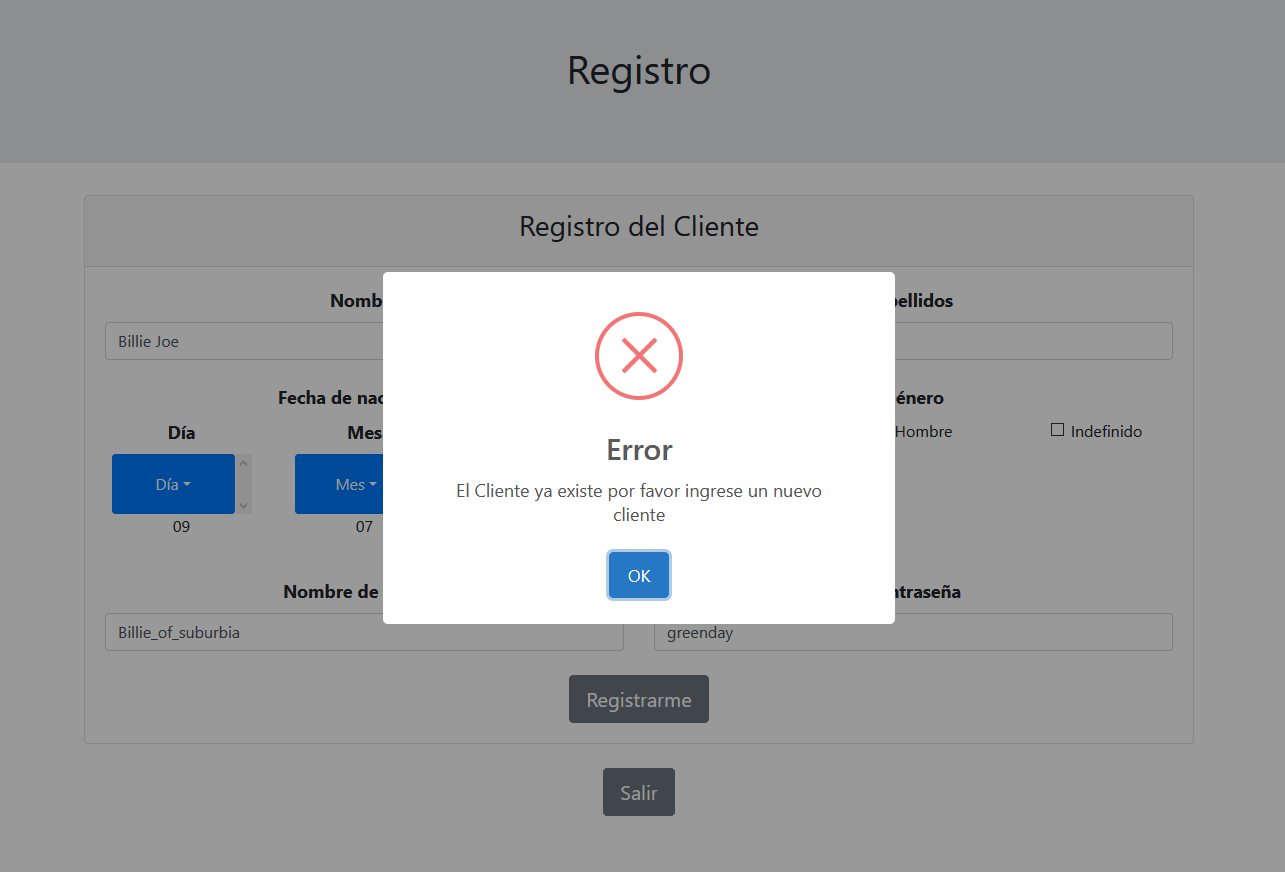 Registro
Registro del Cliente
Nomb
ellidos
Billie Joe
Fecha de nac
énero
Día
Mes
Hombre
Indefinido
Día
Mes
09
07
Error
El Cliente ya existe por favor ingrese un nuevo
cliente
OK
Nombre de
ntraseña
Billie_of_suburbia
greenday
Registrarme
Salir